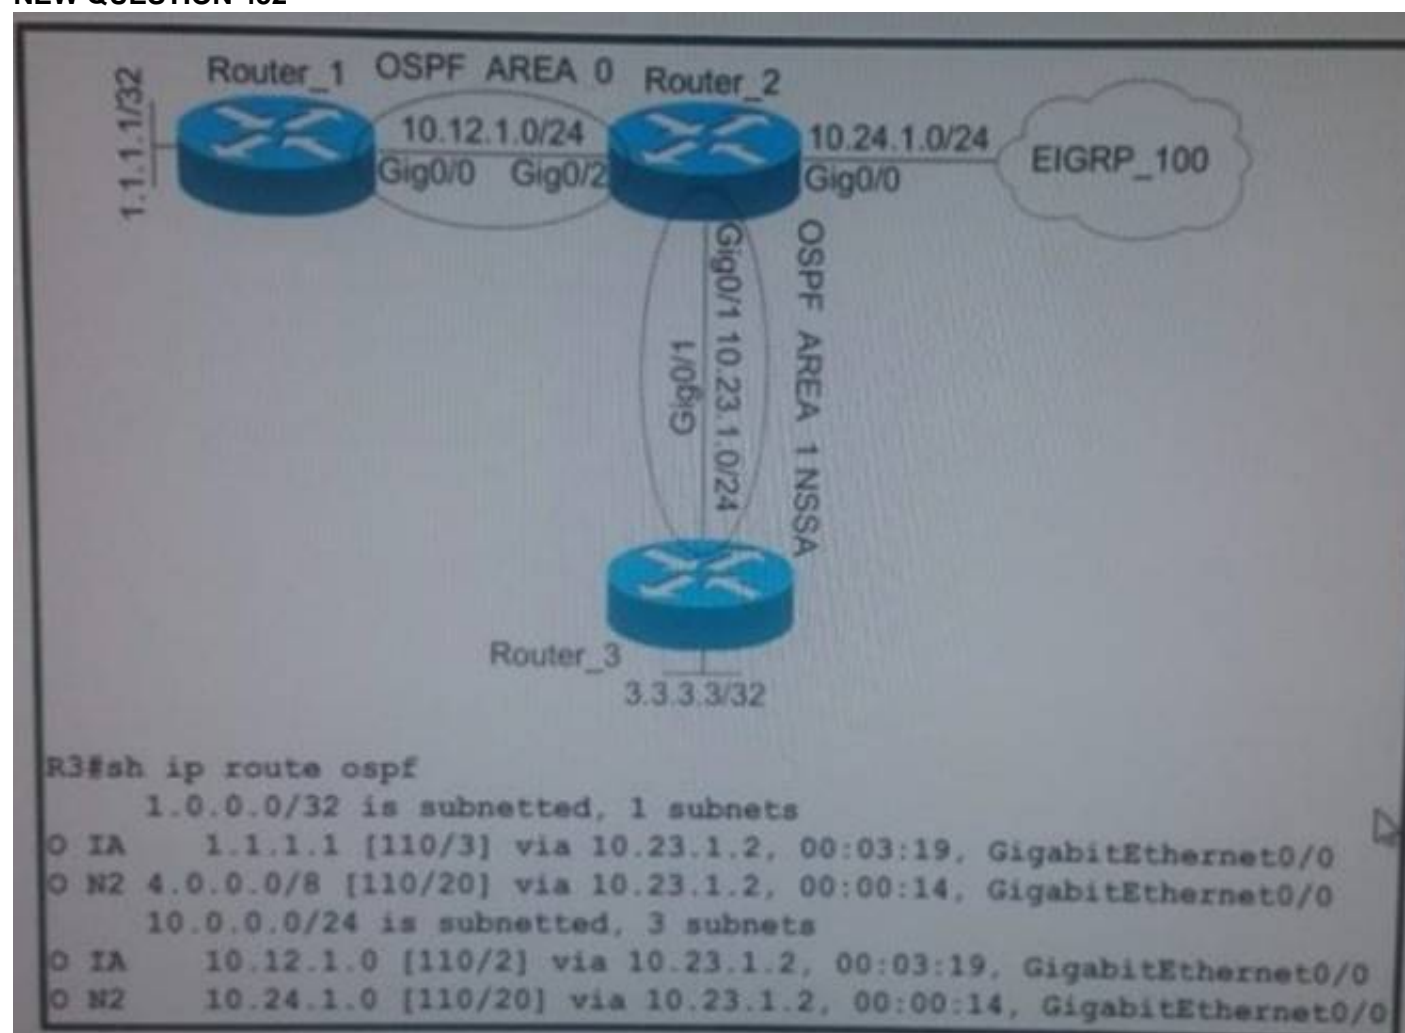 Router_1 OSPF AREA 0 Router_2
1.1.1.1/32
10.12.1.0/24
Gig0/0 Gig0/2
10.24.1.0/24
Gig0/0
EIGRP_100
Gig0/1 10.23.1.0/24
Gig0/1
OSPF AREA 1 NSSA
Router_3
3.3.3.3/32
R3#sh ip route ospf
1.0.0.0/32 is subnetted, 1 subnets
O IA 1.1.1.1 [110/3] via 10.23.1.2, 00:03:19, GigabitEthernet0/0
O N2 4.0.0.0/8 [110/20] via 10.23.1.2, 00:00:14, GigabitEthernet0/0
10.0.0.0/24 is subnetted, 3 subnets
O IA 10.12.1.0 [110/2] via 10.23.1.2, 00:03:19, GigabitEthernet0/0
O N2 10.24.1.0 [110/20] via 10.23.1.2, 00:00:14, GigabitEthernet0/0